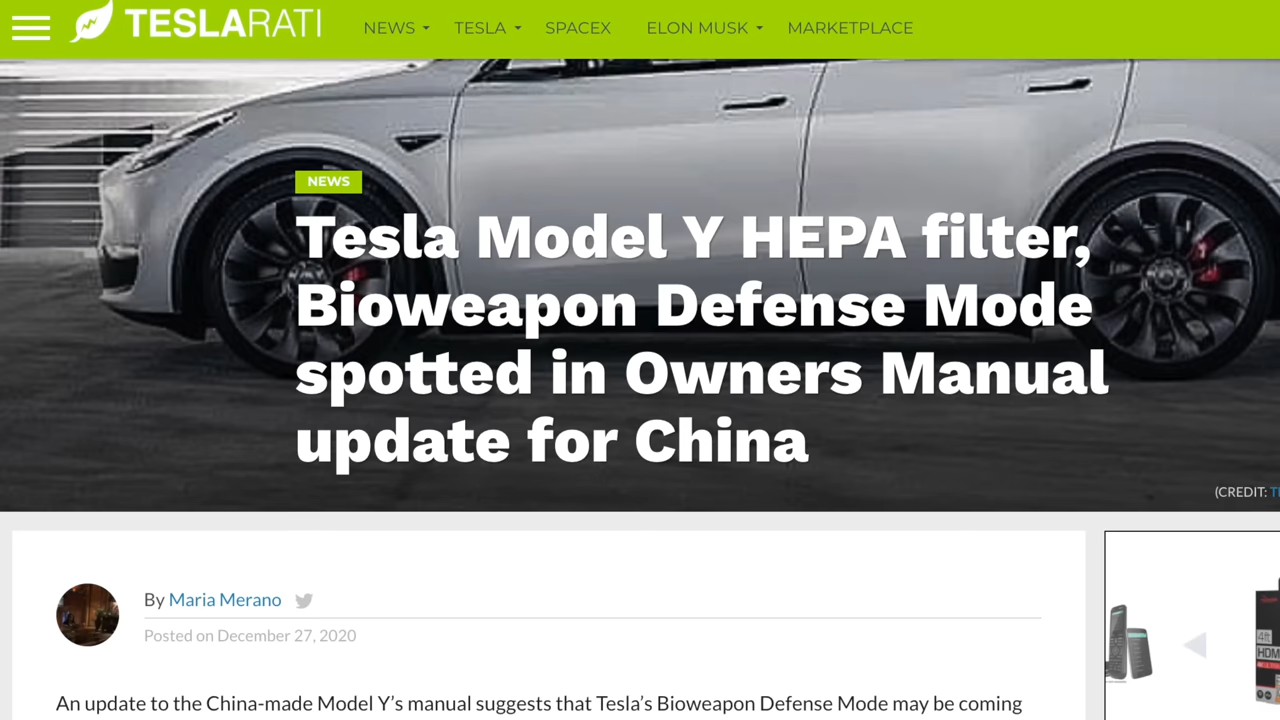 TESLARATI
NEWS TESLA SPACEX ELON MUSK MARKETPLACE
NEWS
Tesla Model Y HEPA filter,
Bioweapon Defense Mode
spotted in Owners Manual
update for China
(CREDIT:
By Maria Merano
Posted on December 27, 2020
4ft
HDM
An update to the China-made Model Y's manual suggests that Tesla's Bioweapon Defense Mode may be coming